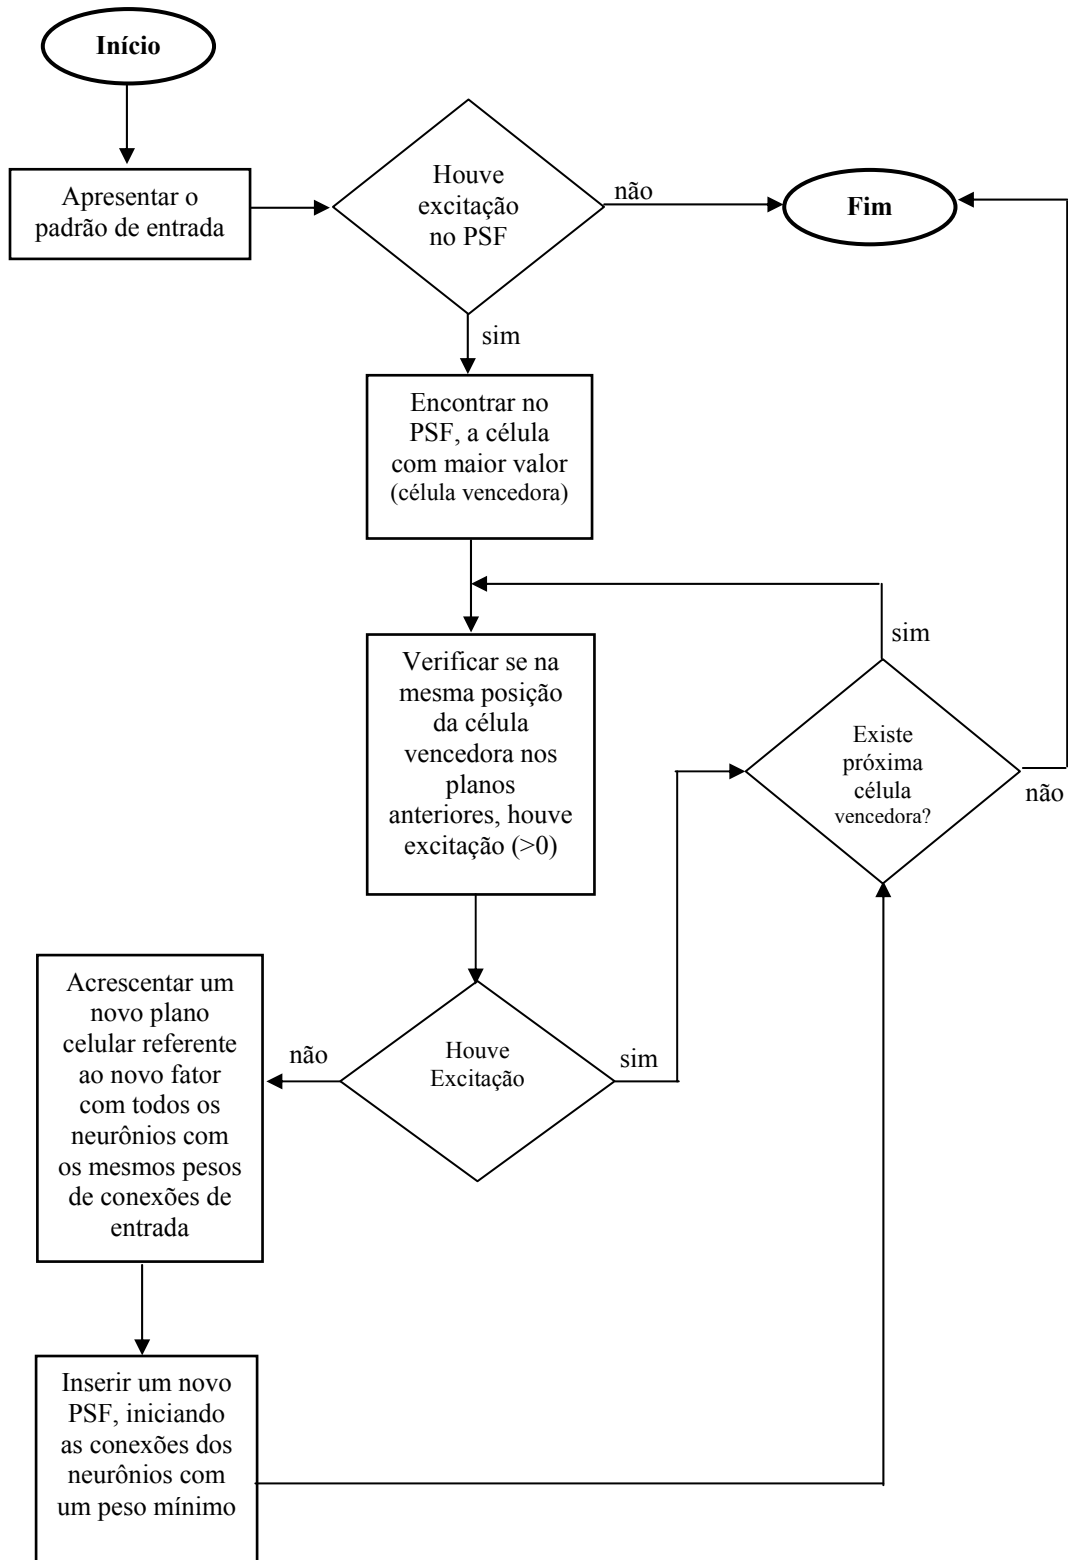 Início
Apresentar o
padrão de entrada
Houve
excitação
no PSF
não
Fim
sim
Encontrar no
PSF, a célula
com maior valor
(célula vencedora)
Verificar se na
mesma posição
da célula
vencedora nos
planos
anteriores, houve
excitação (>0)
sim
Existe
próxima
célula
vencedora?
não
Houve
Excitação
sim
não
Acrescentar um
novo plano
celular referente
ao novo fator
com todos os
neurônios com
os mesmos pesos
de conexões de
entrada
Inserir um novo
PSF, iniciando
as conexões dos
neurônios com
um peso mínimo